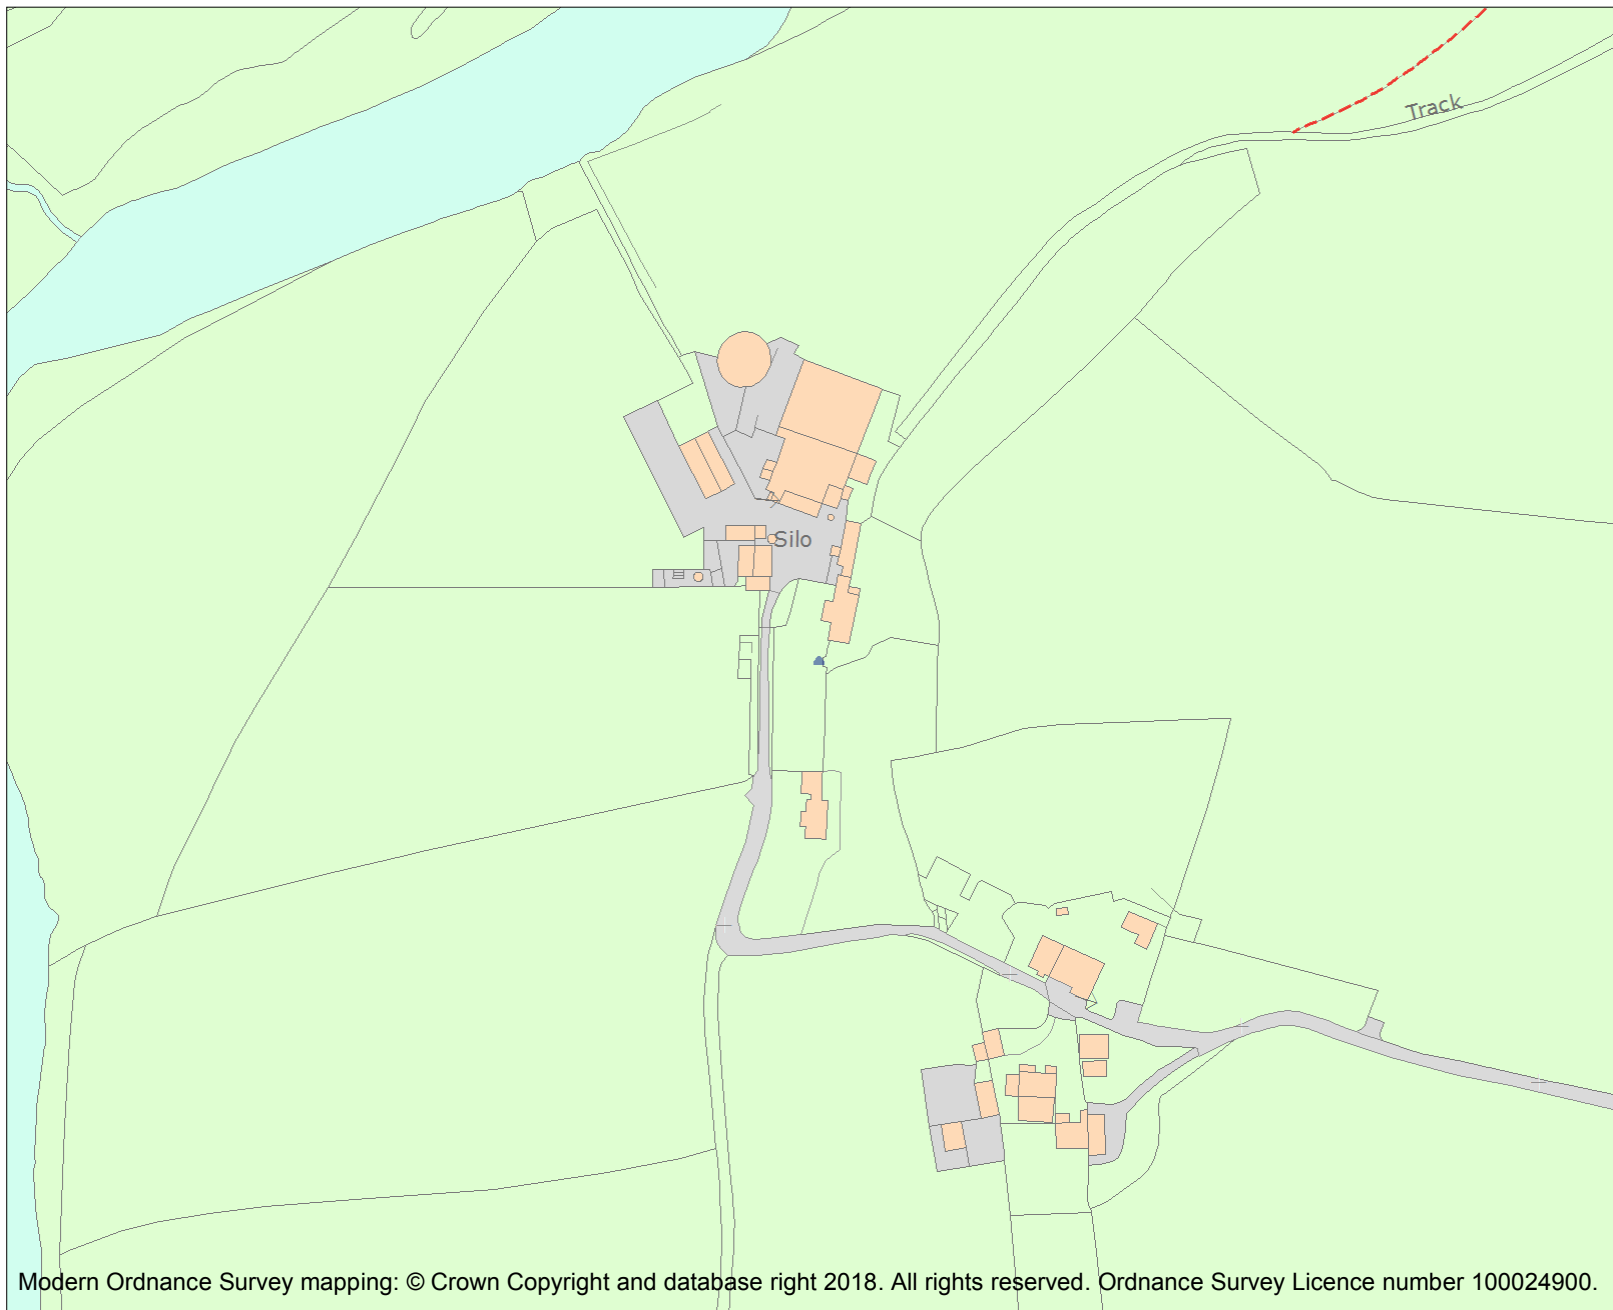 Track
Silo
Modern Ordnance Survey mapping: © Crown Copyright and database right 2018. All rights reserved. Ordnance Survey Licence number 100024900.